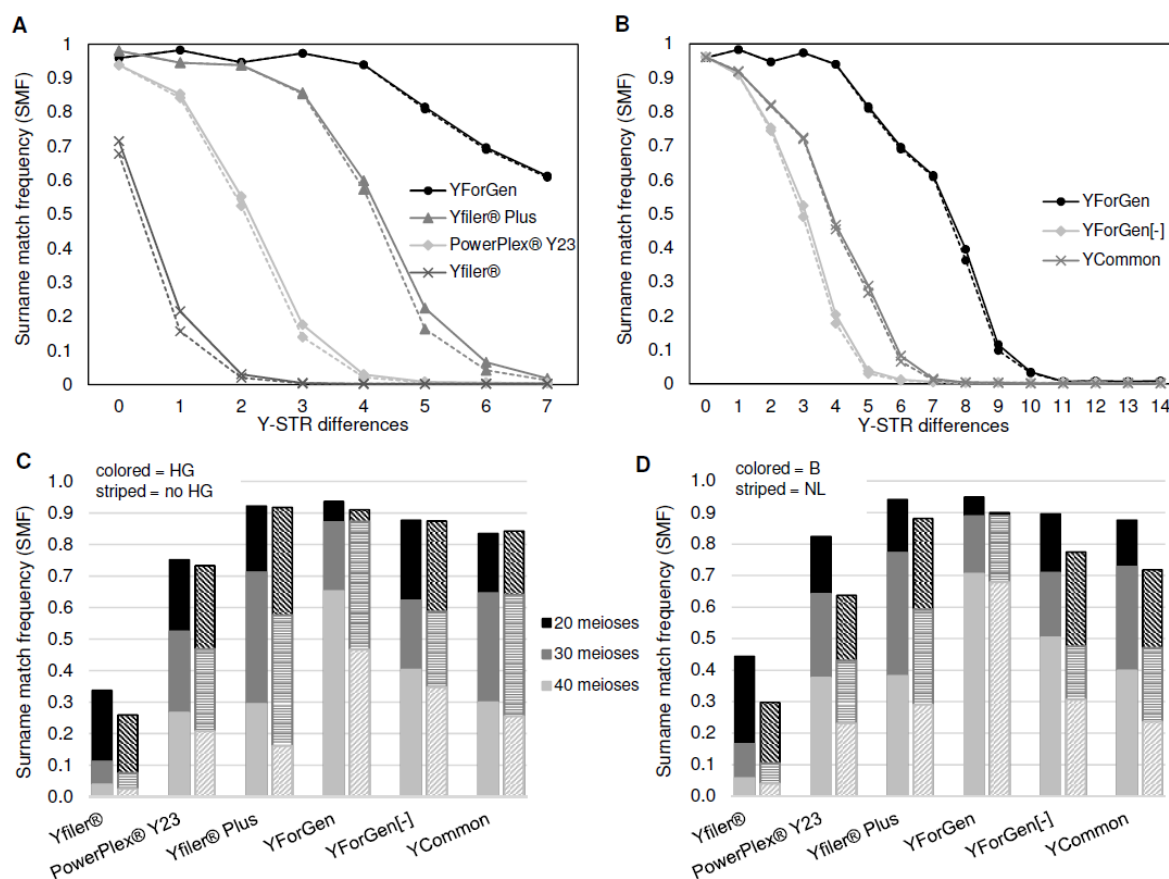 A
Surname match frequency (SMF)
1
0.9
0.8
0.7
0.6
0.5
0.4
0.3
0.2
0.1
0
0 1 2 3 4 5 6 7
Y-STR differences
YForGen
Yfiler® Plus
PowerPlex® Y23
Yfiler®
B
Surname match frequency (SMF)
1
0.9
0.8
0.7
0.6
0.5
0.4
0.3
0.2
0.1
0
0 1 2 3 4 5 6 7 8 9 10 11 12 13 14
Y-STR differences
YForGen
YForGen[-]
YCommon
C
colored = HG
striped = no HG
Surname match frequency (SMF)
1.0
0.9
0.8
0.7
0.6
0.5
0.4
0.3
0.2
0.1
0.0
Yfiler®
PowerPlex® Y23
Yfiler® Plus
YForGen
YForGen[-]
YCommon
20 meioses
30 meioses
40 meioses
D
colored = B
striped = NL
Surname match frequency (SMF)
1.0
0.9
0.8
0.7
0.6
0.5
0.4
0.3
0.2
0.1
0.0
Yfiler®
PowerPlex® Y23
Yfiler® Plus
YForGen
YForGen[-]
YCommon